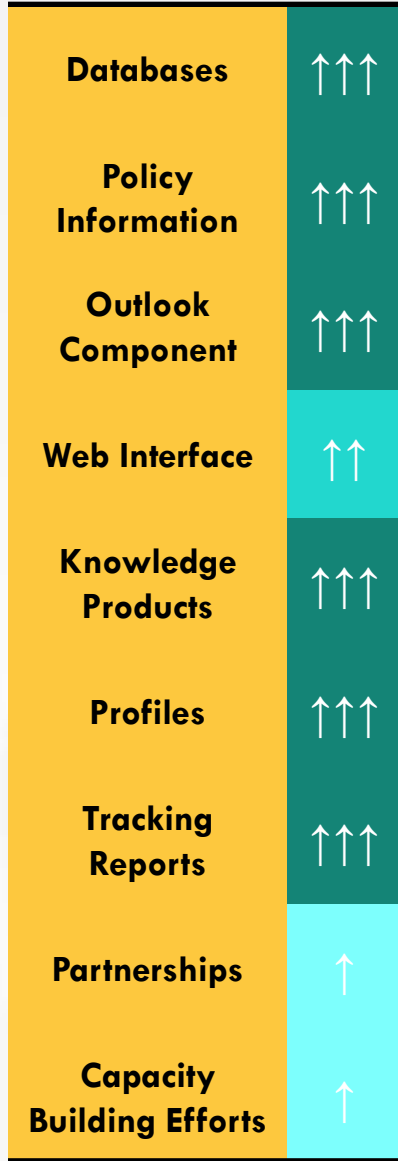 Databases ↑↑↑
Policy
Information ↑↑↑
Outlook
Component ↑↑↑
Web Interface ↑↑
Knowledge
Products ↑↑↑
Profiles ↑↑↑
Tracking
Reports ↑↑↑
Partnerships ↑
Capacity
Building Efforts ↑